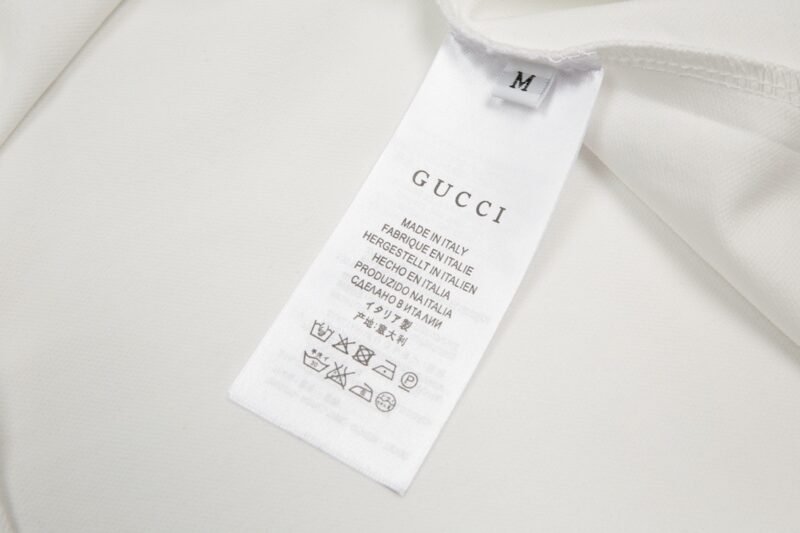 M
GUCCI
MADE IN ITALY
FABRIQUE EN ITALIE
HERGESTELLT IN ITALIEN
HECHO EN ITALIA
PRODUZIDO NA ITALIA
СДЕЛАНО В ИТАЛИИ
イタリア製
产地:意大利
P